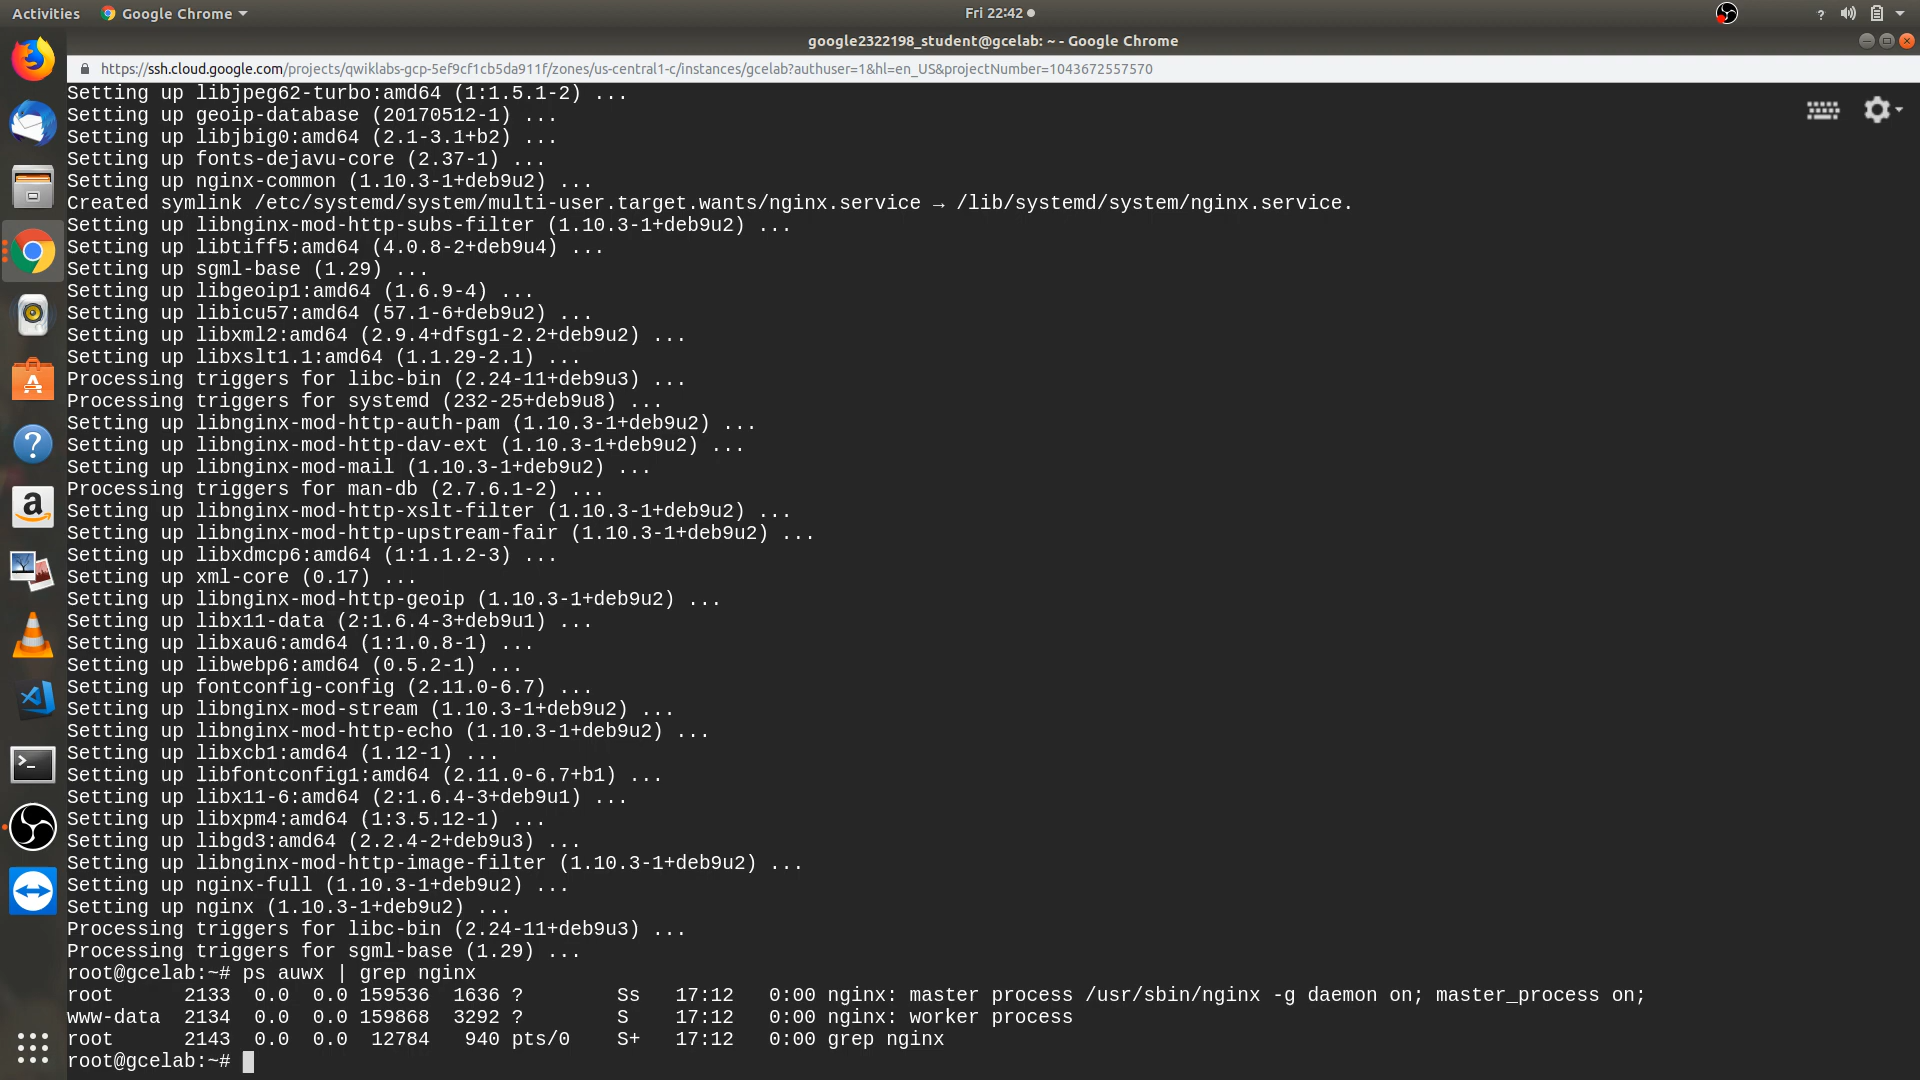 Activities Google Chrome Fri 22:42
google2322198_student@gcelab: ~ - Google Chrome
https://ssh.cloud.google.com/projects/qwiklabs-gcp-5ef9cf1cb5da911f/zones/us-central1-c/instances/gcelab?authuser=1&hl=en_US&projectNumber=1043672557570
Setting up libjpeg62-turbo:amd64 (1:1.5.1-2) ...
Setting up geoip-database (20170512-1) ...
Setting up libjbig0:amd64 (2.1-3.1+b2) ...
Setting up fonts-dejavu-core (2.37-1) ...
Setting up nginx-common (1.10.3-1+deb9u2) ...
Created symlink /etc/systemd/system/multi-user.target.wants/nginx.service → /lib/systemd/system/nginx.service.
Setting up libnginx-mod-http-subs-filter (1.10.3-1+deb9u2) ...
Setting up libtiff5:amd64 (4.0.8-2+deb9u4) ...
Setting up sgml-base (1.29) ...
Setting up libgeoip1:amd64 (1.6.9-4) ...
Setting up libicu57:amd64 (57.1-6+deb9u2) ...
Setting up libxml2:amd64 (2.9.4+dfsg1-2.2+deb9u2) ...
Setting up libxslt1.1:amd64 (1.1.29-2.1) ...
Processing triggers for libc-bin (2.24-11+deb9u3) ...
Processing triggers for systemd (232-25+deb9u8) ...
Setting up libnginx-mod-http-auth-pam (1.10.3-1+deb9u2) ...
Setting up libnginx-mod-http-dav-ext (1.10.3-1+deb9u2) ...
Setting up libnginx-mod-mail (1.10.3-1+deb9u2) ...
Processing triggers for man-db (2.7.6.1-2) ...
Setting up libnginx-mod-http-xslt-filter (1.10.3-1+deb9u2) ...
Setting up libnginx-mod-http-upstream-fair (1.10.3-1+deb9u2) ...
Setting up libxdmcp6:amd64 (1:1.1.2-3) ...
Setting up xml-core (0.17) ...
Setting up libnginx-mod-http-geoip (1.10.3-1+deb9u2) ...
Setting up libx11-data (2:1.6.4-3+deb9u1) ...
Setting up libxau6:amd64 (1:1.0.8-1) ...
Setting up libwebp6:amd64 (0.5.2-1) ...
Setting up fontconfig-config (2.11.0-6.7) ...
Setting up libnginx-mod-stream (1.10.3-1+deb9u2) ...
Setting up libnginx-mod-http-echo (1.10.3-1+deb9u2) ...
Setting up libxcb1:amd64 (1.12-1) ...
Setting up libfontconfig1:amd64 (2.11.0-6.7+b1) ...
Setting up libx11-6:amd64 (2:1.6.4-3+deb9u1) ...
Setting up libxpm4:amd64 (1:3.5.12-1) ...
Setting up libgd3:amd64 (2.2.4-2+deb9u3) ...
Setting up libnginx-mod-http-image-filter (1.10.3-1+deb9u2) ...
Setting up nginx-full (1.10.3-1+deb9u2) ...
Setting up nginx (1.10.3-1+deb9u2) ...
Processing triggers for libc-bin (2.24-11+deb9u3) ...
Processing triggers for sgml-base (1.29) ...
root@gcelab:~# ps auwx | grep nginx
root      2133  0.0  0.0 159536  1636 ?        Ss   17:12   0:00 nginx: master process /usr/sbin/nginx -g daemon on; master_process on;
www-data  2134  0.0  0.0 159868  3292 ?        S    17:12   0:00 nginx: worker process
root      2143  0.0  0.0  12784   940 pts/0    S+   17:12   0:00 grep nginx
root@gcelab:~#